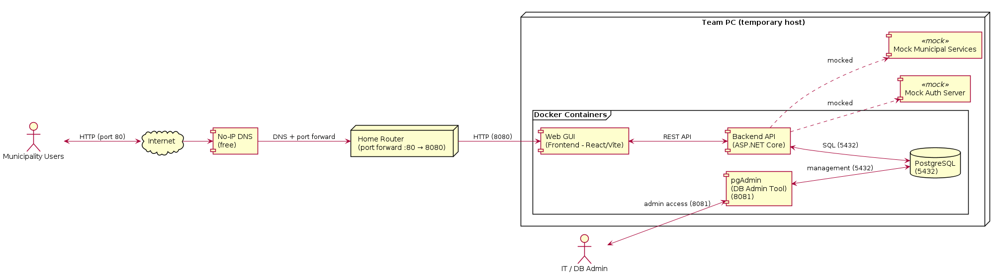 Team PC (temporary host)
«mock»
Mock Municipal Services
mocked
«mock»
Mock Auth Server
mocked
Docker Containers
Municipality Users
HTTP (port 80)
Internet
No-IP DNS
(free)
DNS + port forward
Home Router
(port forward :80 → 8080)
HTTP (8080)
Web GUI
(Frontend - React/Vite)
REST API
Backend API
(ASP.NET Core)
SQL (5432)
PostgreSQL
(5432)
management (5432)
pgAdmin
(DB Admin Tool)
(8081)
admin access (8081)
IT / DB Admin